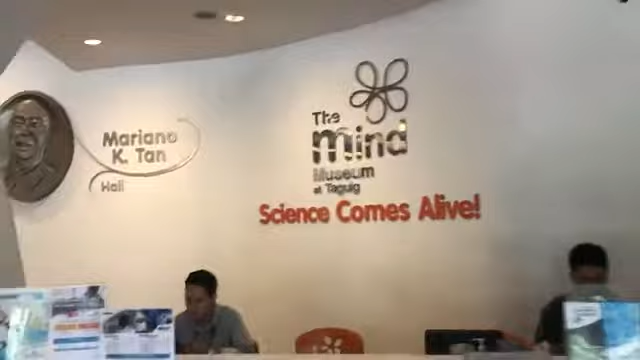 Mariano
K. Tan
Hall
The
mind
Museum
at Taguig
Science Comes Alive!